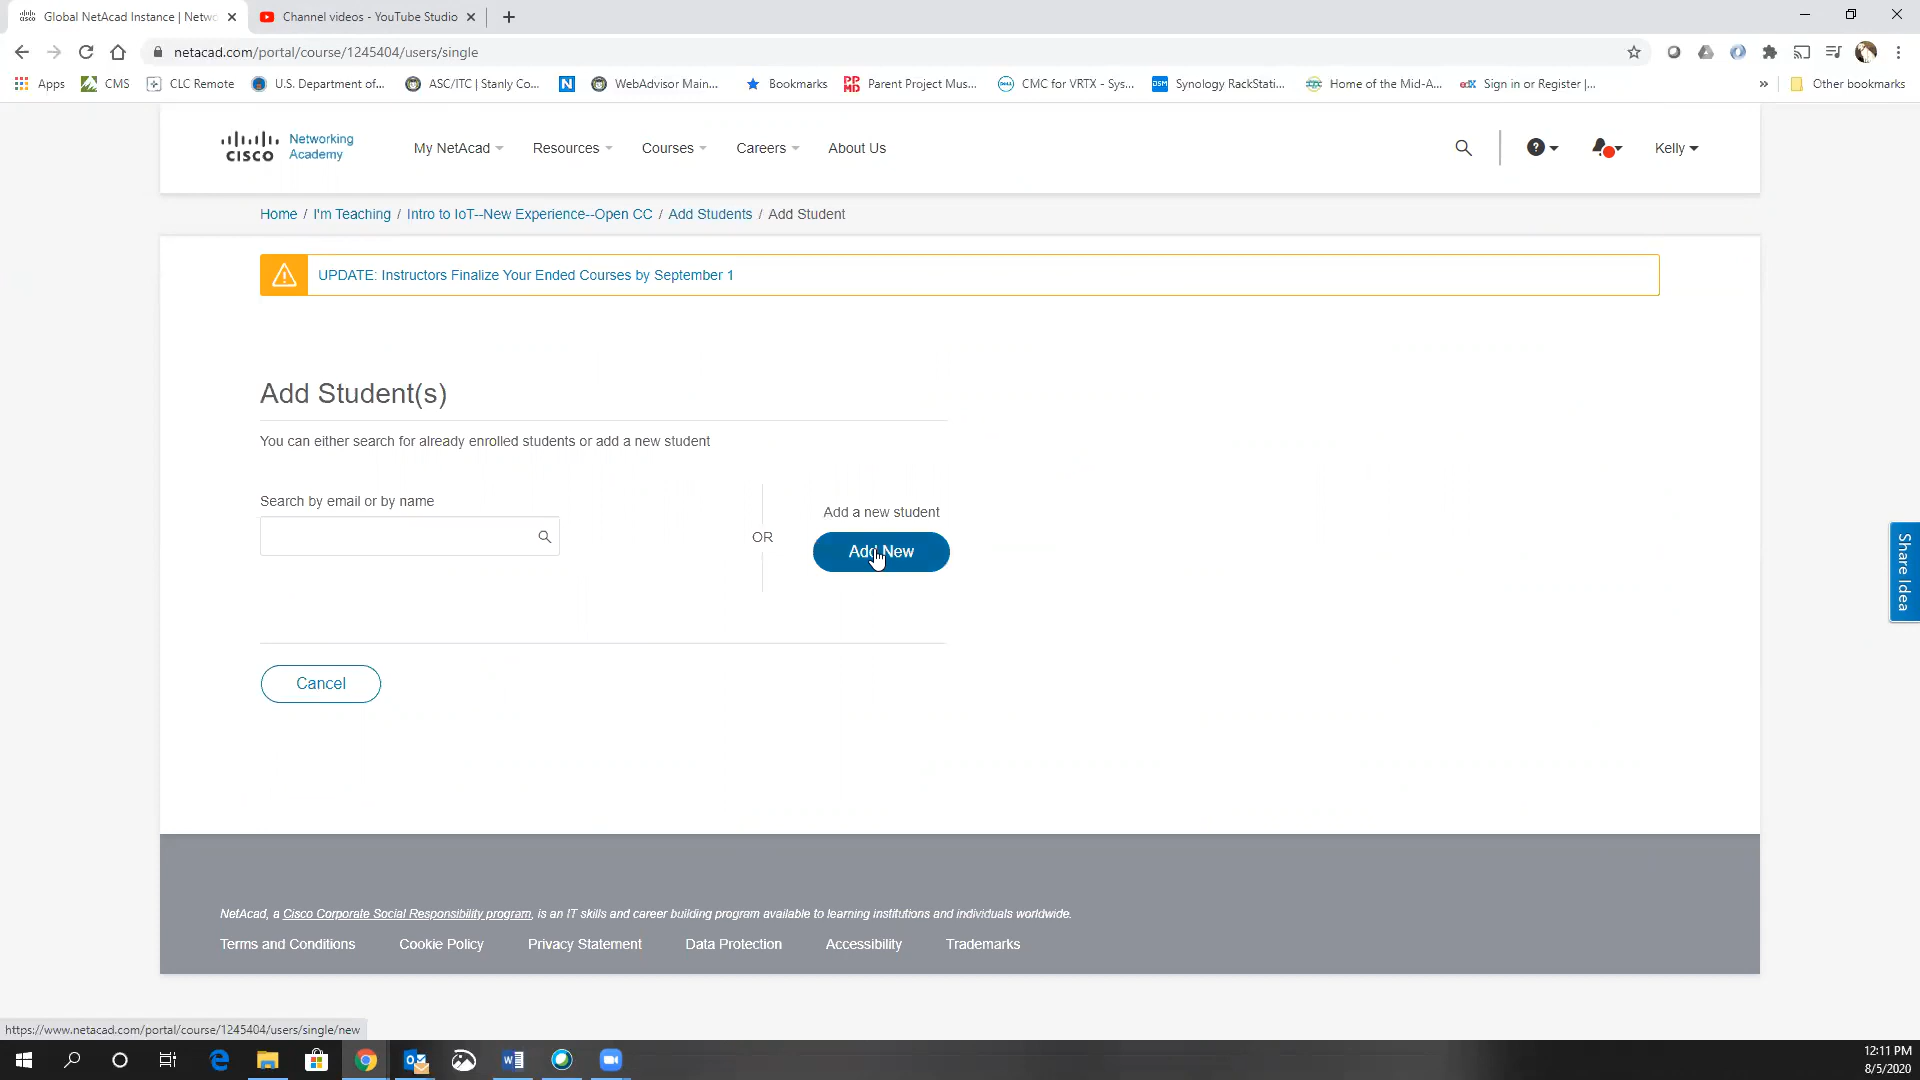 Global NetAcad Instance | Netwo
Channel videos - YouTube Studio
netacad.com/portal/course/1245404/users/single
Apps
CMS
CLC Remote
U.S. Department of...
ASC/ITC | Stanly Co...
N
WebAdvisor Main...
Bookmarks
Parent Project Mus...
CMC for VRTX - Sys...
Synology RackStati...
Home of the Mid-A...
Sign in or Register |...
»
Other bookmarks
cisco Networking Academy
My NetAcad
Resources
Courses
Careers
About Us
Kelly
Home / I'm Teaching / Intro to IoT--New Experience--Open CC / Add Students / Add Student
UPDATE: Instructors Finalize Your Ended Courses by September 1
Add Student(s)
You can either search for already enrolled students or add a new student
Search by email or by name
OR
Add a new student
Add New
Cancel
Share Idea
NetAcad, a Cisco Corporate Social Responsibility program, is an IT skills and career building program available to learning institutions and individuals worldwide.
Terms and Conditions
Cookie Policy
Privacy Statement
Data Protection
Accessibility
Trademarks
https://www.netacad.com/portal/course/1245404/users/single/new
12:11 PM
8/5/2020